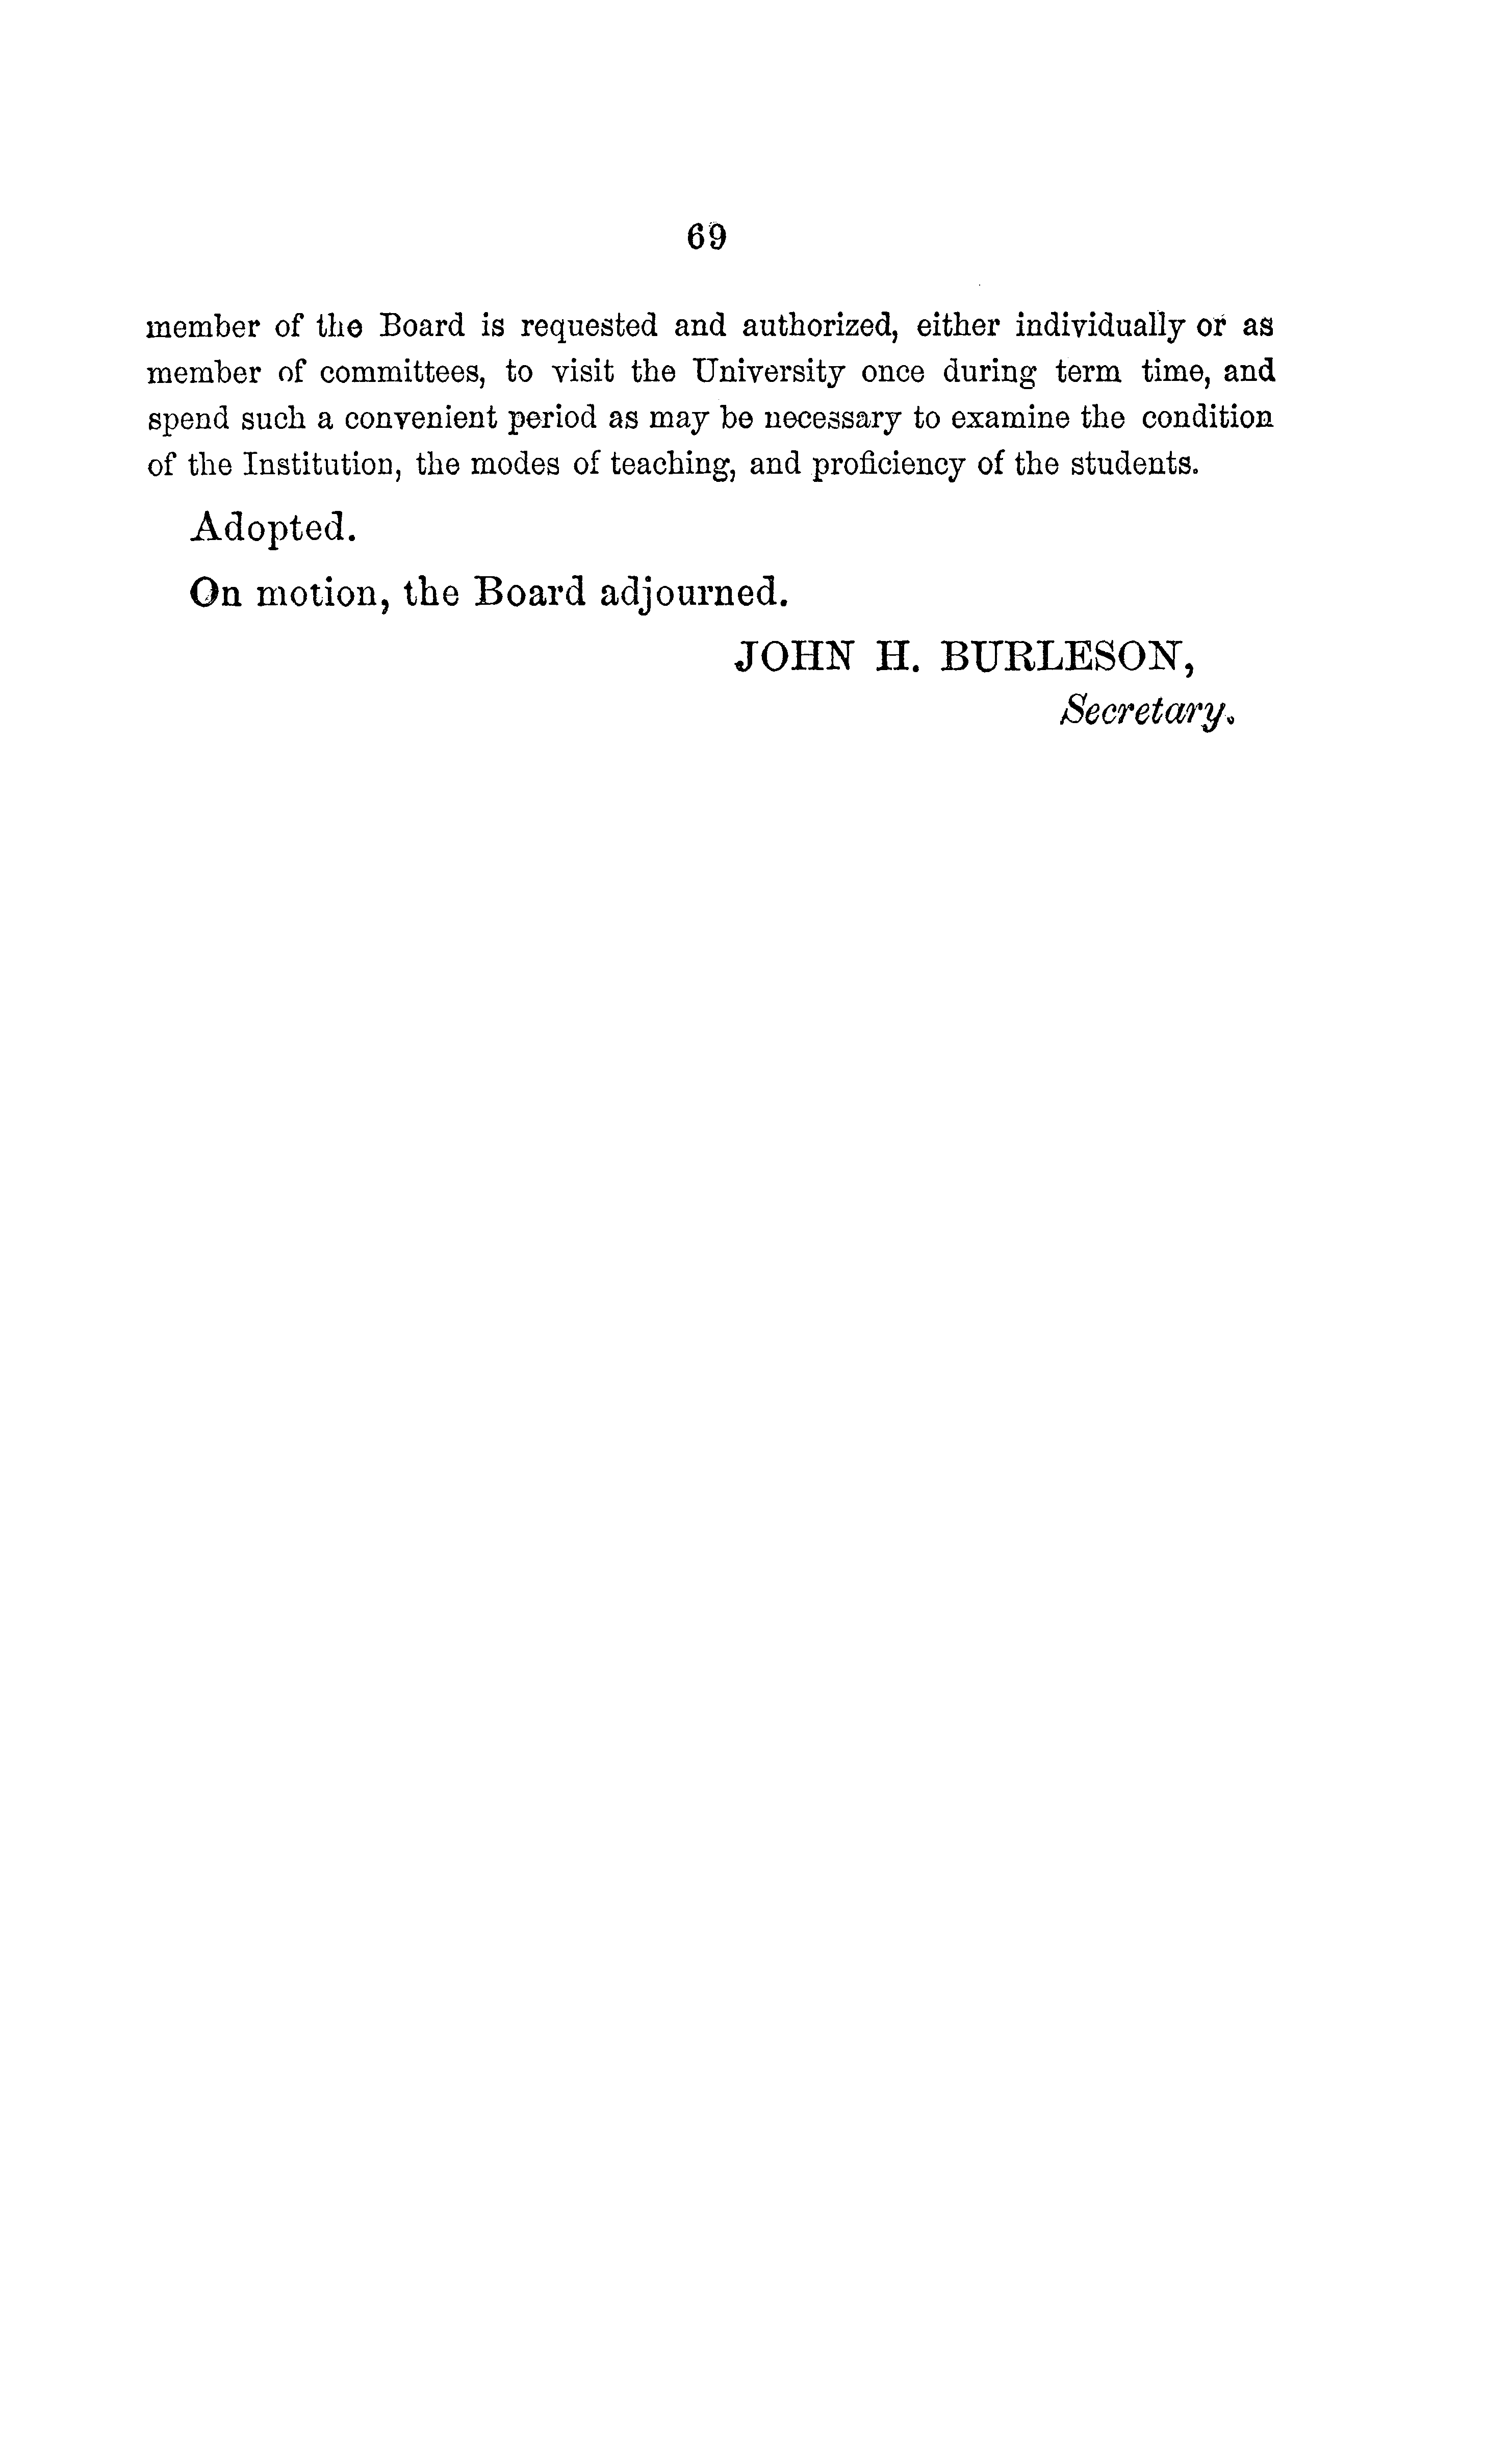 69
member of the Board is requested and authorized, either individually or as
member of committees, to visit the University once during term time, and
spend such a convenient period as may be necessary to examine the condition
of the Institution, the modes of teaching, and proficiency of the students.
Adopted.
On motion, the Board adjourned.
JOHN H. BURLESON,
Secretary.